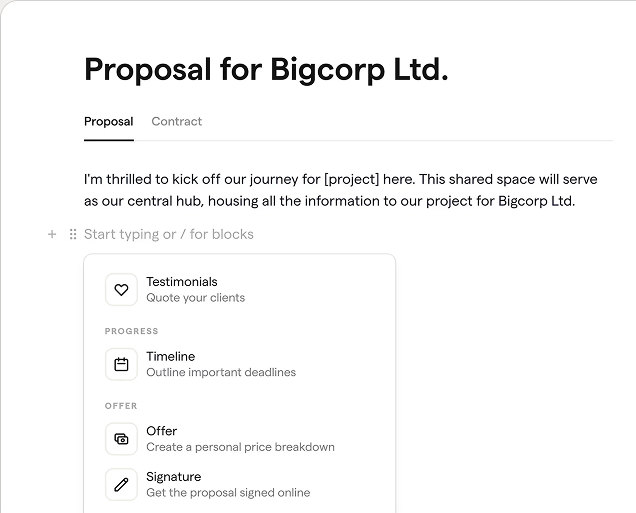 Proposal for Bigcorp Ltd.
Proposal Contract
I'm thrilled to kick off our journey for [project] here. This shared space will serve
as our central hub, housing all the information to our project for Bigcorp Ltd.
Start typing or / for blocks
Testimonials
Quote your clients
PROGRESS
Timeline
Outline important deadlines
OFFER
Offer
Create a personal price breakdown
Signature
Get the proposal signed online